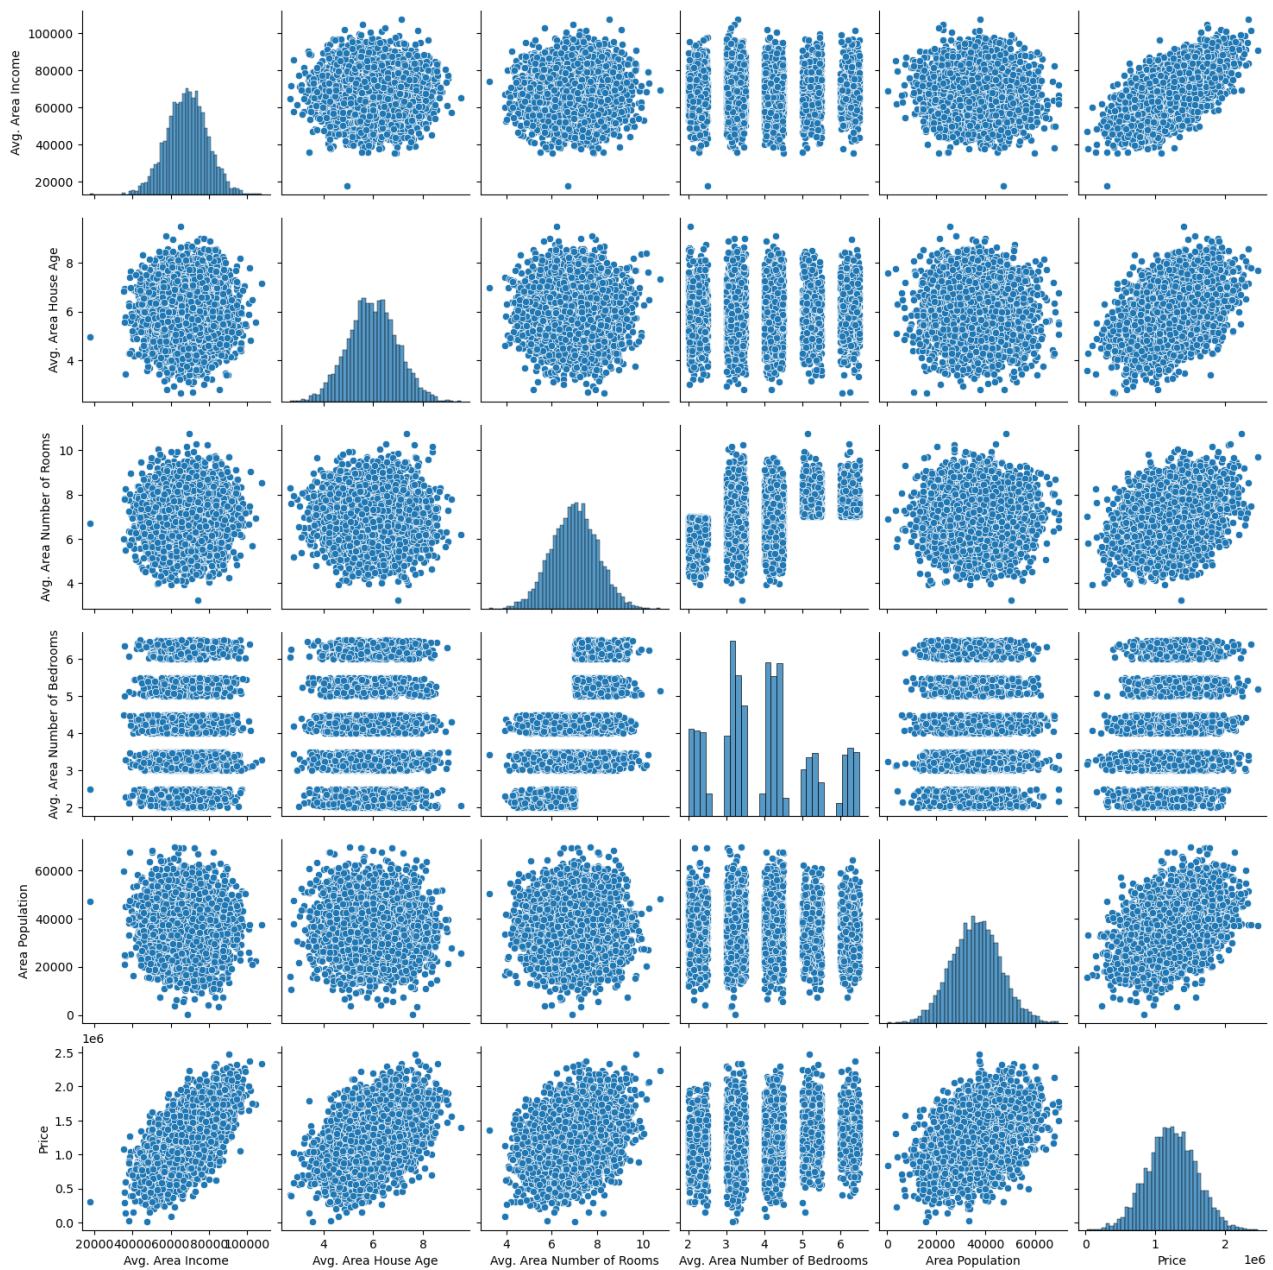 100000
80000
60000
40000
20000
Avg. Area Income
8
6
4
Avg. Area House Age
10
8
6
4
Avg. Area Number of Rooms
6
5
4
3
2
Avg. Area Number of Bedrooms
60000
40000
20000
0
Area Population
1e6
2.5
2.0
1.5
1.0
0.5
0.0
Price
20000 40000 60000 80000 100000 4 6 8 4 6 8 10 2 3 4 5 6 0 20000 40000 60000 0 1 2
1e6
Avg. Area Income Avg. Area House Age Avg. Area Number of Rooms Avg. Area Number of Bedrooms Area Population Price